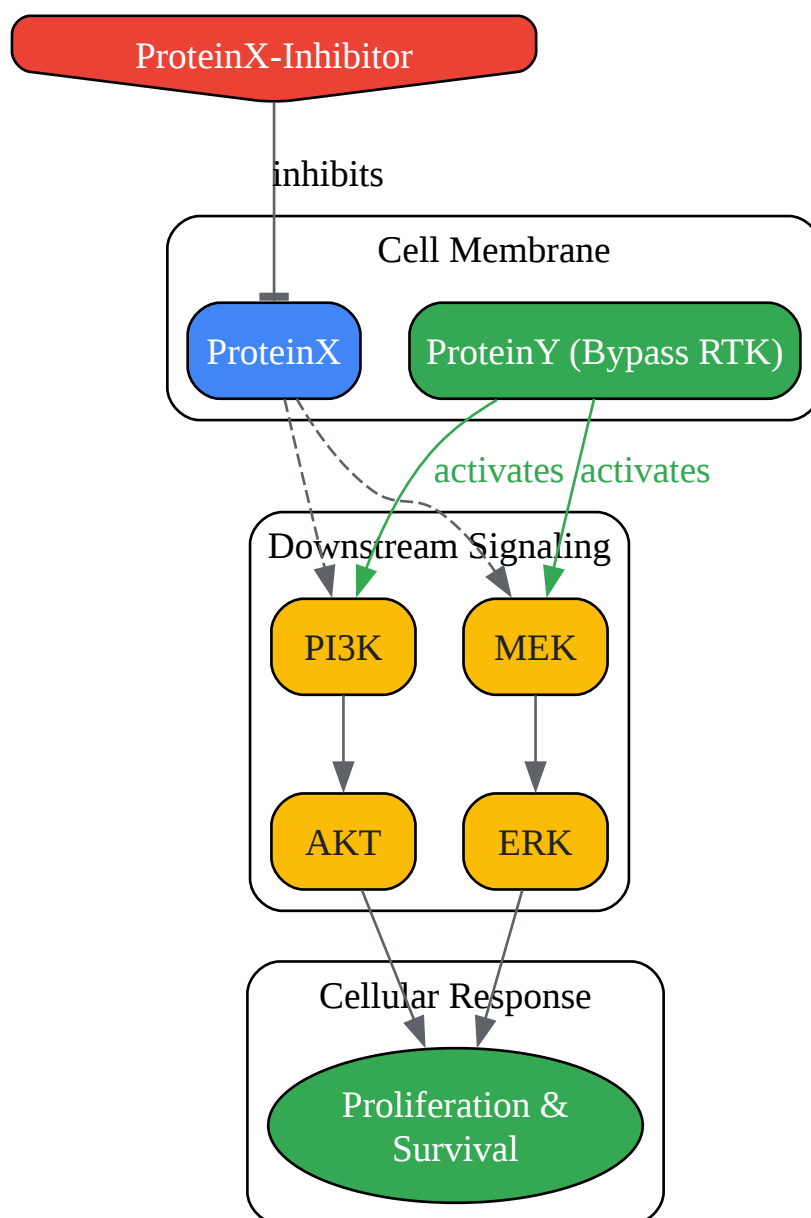 ProteinX-Inhibitor
inhibits
Cell Membrane
ProteinX
ProteinY (Bypass RTK)
activates
activates
Downstream Signaling
PI3K
MEK
AKT
ERK
Cellular Response
Proliferation &
Survival